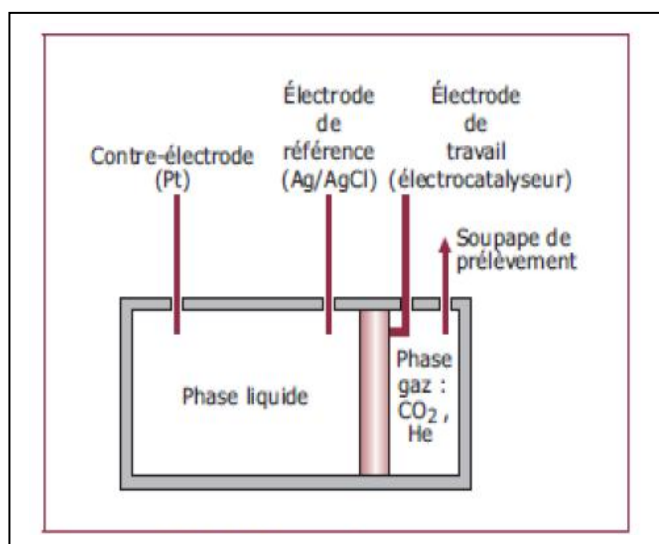 Contre-électrode
(Pt)
Électrode
de
référence
(Ag/AgCl)
Électrode
de
travail
(électrocatalyseur)
Soupape de
prélèvement
Phase liquide
Phase
gaz :
CO₂ ,
He